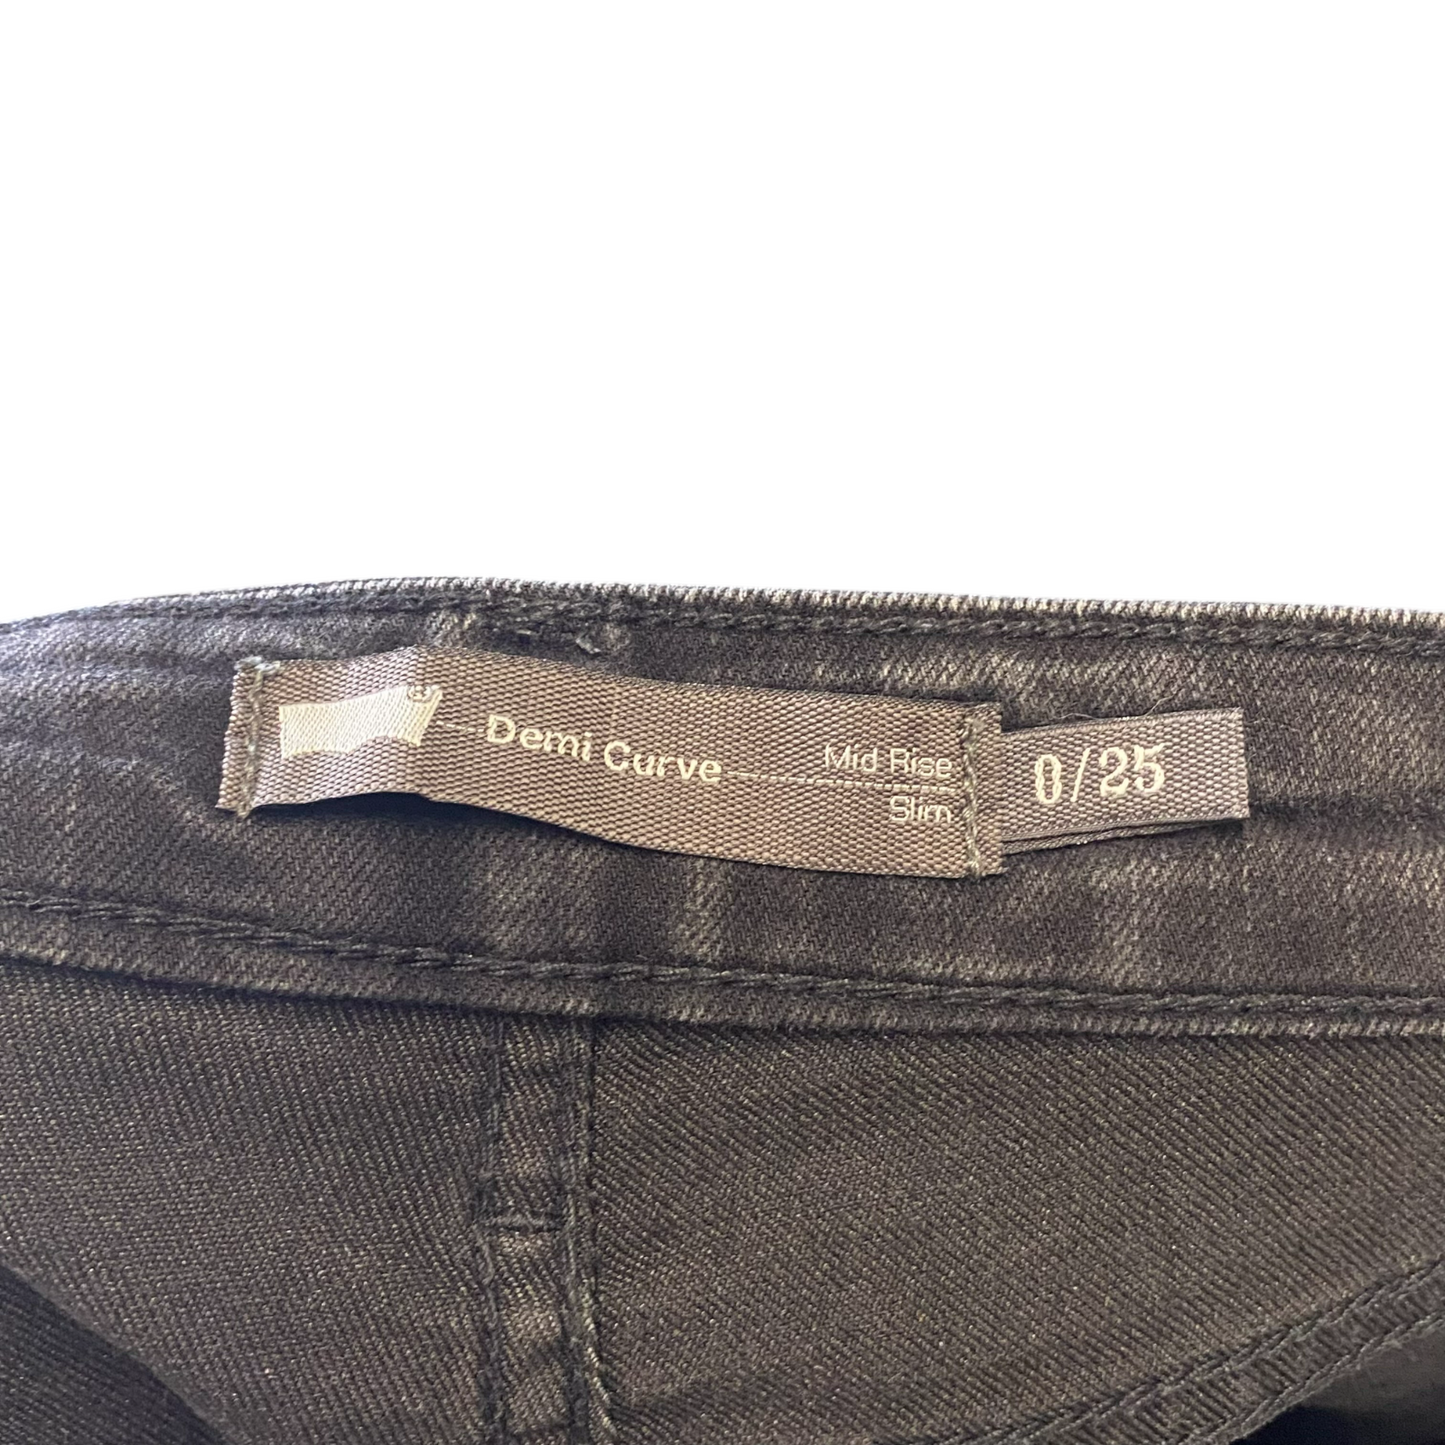 Demi Curve
Mid Rise
Slim
0/25